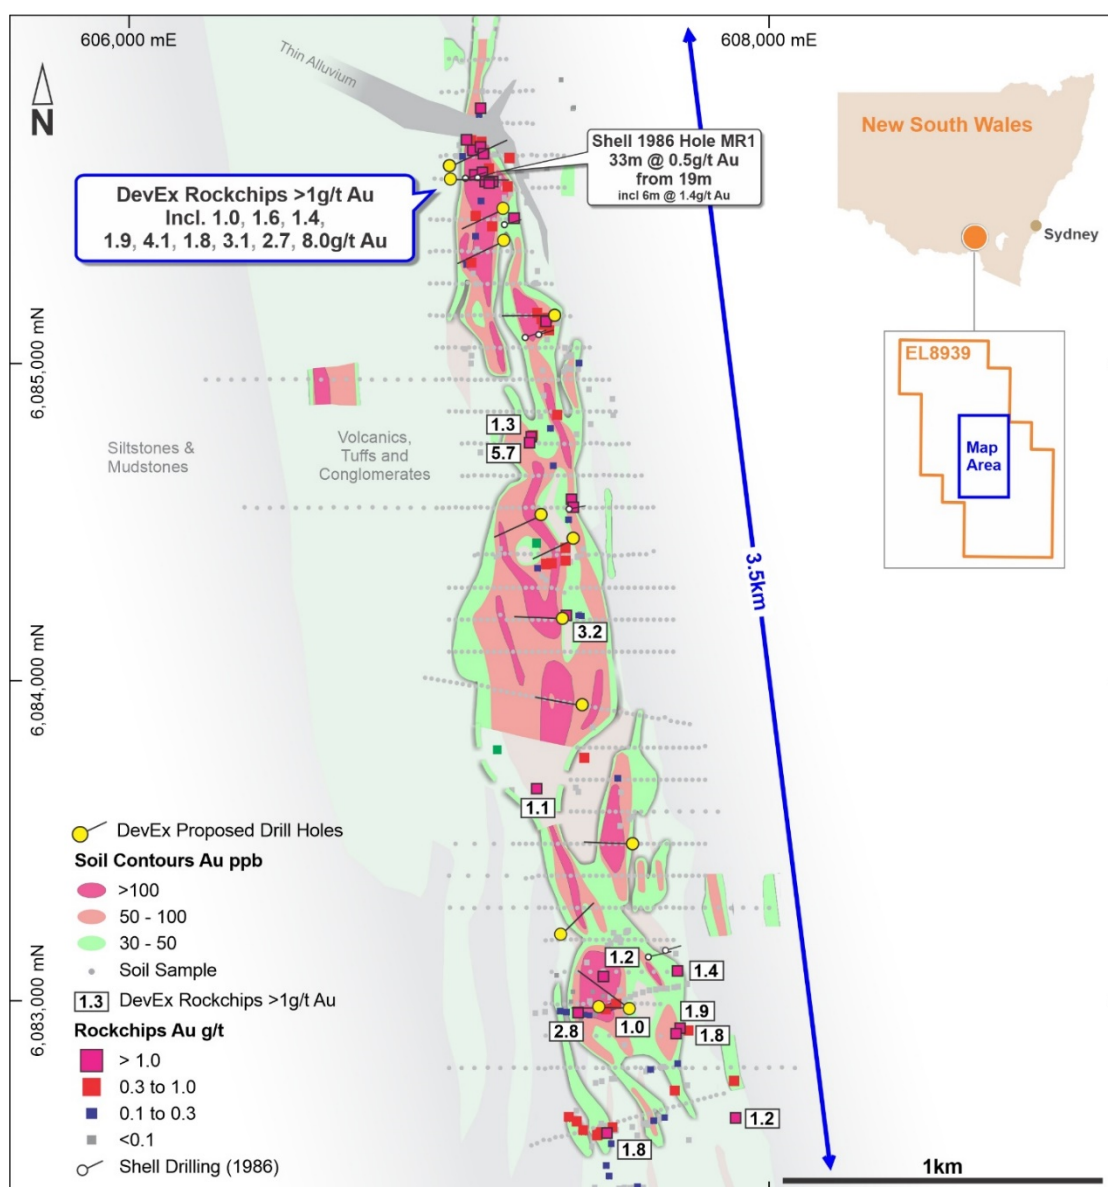 606,000 mE
608,000 mE
Thin Alluvium
N
New South Wales
Sydney
Shell 1986 Hole MR1
33m @ 0.5g/t Au
from 19m
incl 6m @ 1.4g/t Au
DevEx Rockchips >1g/t Au
Incl. 1.0, 1.6, 1.4,
1.9, 4.1, 1.8, 3.1, 2.7, 8.0g/t Au
EL8939
Map
Area
6,085,000 mN
1.3
5.7
Siltstones &
Mudstones
Volcanics,
Tuffs and
Conglomerates
3.5km
3.2
6,084,000 mN
1.1
1.2
1.4
6,083,000 mN
2.8
1.0
1.9
1.8
1.2
1.8
DevEx Proposed Drill Holes
Soil Contours Au ppb
>100
50 - 100
30 - 50
Soil Sample
1.3 DevEx Rockchips >1g/t Au
Rockchips Au g/t
> 1.0
0.3 to 1.0
0.1 to 0.3
<0.1
Shell Drilling (1986)
1km